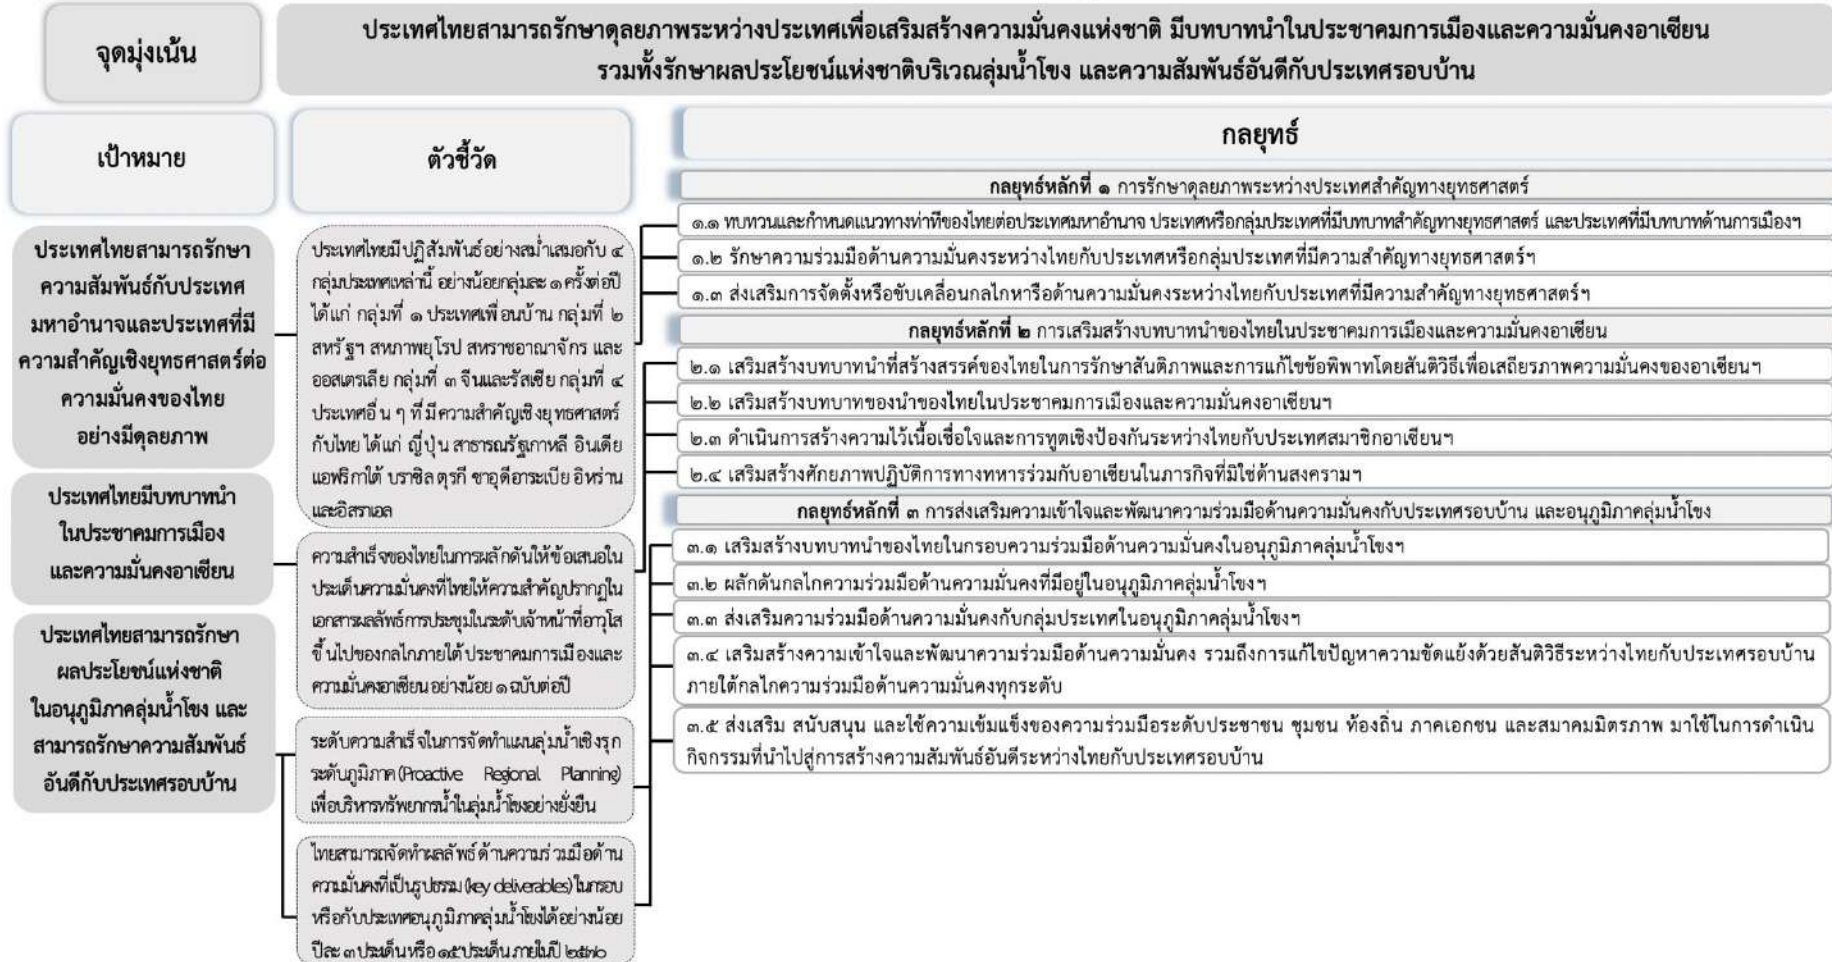 จุดมุ่งเน้น
ประเทศไทยสามารถรักษาดุลยภาพระหว่างประเทศเพื่อเสริมสร้างความมั่นคงแห่งชาติ มีบทบาทนำในประชาคมการเมืองและความมั่นคงอาเซียน
รวมทั้งรักษาผลประโยชน์แห่งชาติบริเวณลุ่มน้ำโขง และความสัมพันธ์อันดีกับประเทศรอบบ้าน
เป้าหมาย
ประเทศไทยสามารถรักษา
ความสัมพันธ์กับประเทศ
มหาอำนาจและประเทศที่มี
ความสำคัญเชิงยุทธศาสตร์ต่อ
ความมั่นคงของไทย
อย่างมีดุลยภาพ
ประเทศไทยมีบทบาทนำ
ในประชาคมการเมือง
และความมั่นคงอาเซียน
ประเทศไทยสามารถรักษา
ผลประโยชน์แห่งชาติ
ในอนุภูมิภาคลุ่มน้ำโขง และ
สามารถรักษาความสัมพันธ์
อันดีกับประเทศรอบบ้าน
ตัวชี้วัด
ประเทศไทยมีปฏิสัมพันธ์อย่างสม่ำเสมอกับ ๔
กลุ่มประเทศเหล่านี้ อย่างน้อยกลุ่มละ ๑ ครั้งต่อปี
ได้แก่ กลุ่มที่ ๑ ประเทศเพื่อนบ้าน กลุ่มที่ ๒
สหรัฐฯ สหภาพยุโรป สหราชอาณาจักร และ
ออสเตรเลีย กลุ่มที่ ๓ จีนและรัสเซีย กลุ่มที่ ๔
ประเทศอื่น ๆ ที่มีความสำคัญเชิงยุทธศาสตร์
กับไทย ได้แก่ ญี่ปุ่น สาธารณรัฐเกาหลี อินเดีย
แอฟริกาใต้ บราซิล ตุรกี ซาอุดีอาระเบีย อิหร่าน
และอิสราเอล
ความสำเร็จของไทยในการผลักดันให้ข้อเสนอใน
ประเด็นความมั่นคงที่ไทยให้ความสำคัญปรากฏใน
เอกสารผลลัพธ์การประชุมในระดับเจ้าหน้าที่อาวุโส
ขึ้นไปของกลไกภายใต้ประชาคมการเมืองและ
ความมั่นคงอาเซียน อย่างน้อย ๑ ฉบับต่อปี
ระดับความสำเร็จในการจัดทำแผนลุ่มน้ำเชิงรุก
ระดับภูมิภาค (Proactive Regional Planning)
เพื่อบริหารทรัพยากรน้ำในลุ่มน้ำโขงอย่างยั่งยืน
ไทยสามารถจัดทำผลลัพธ์ด้านความร่วมมือด้าน
ความมั่นคงที่เป็นรูปธรรม (key deliverables) ในกรอบ
หรือกับประเทศอนุภูมิภาคลุ่มน้ำโขงได้อย่างน้อย
ปีละ ๓ ประเด็น หรือ ๑๕ ประเด็น ภายในปี ๒๕๗๐
กลยุทธ์
กลยุทธ์หลักที่ ๑ การรักษาดุลยภาพระหว่างประเทศสำคัญทางยุทธศาสตร์
๑.๑ ทบทวนและกำหนดแนวทางท่าทีของไทยต่อประเทศมหาอำนาจ ประเทศหรือกลุ่มประเทศที่มีบทบาทสำคัญทางยุทธศาสตร์ และประเทศที่มีบทบาทด้านการเมืองฯ
๑.๒ รักษาความร่วมมือด้านความมั่นคงระหว่างไทยกับประเทศหรือกลุ่มประเทศที่มีความสำคัญทางยุทธศาสตร์ฯ
๑.๓ ส่งเสริมการจัดตั้งหรือขับเคลื่อนกลไกหารือด้านความมั่นคงระหว่างไทยกับประเทศที่มีความสำคัญทางยุทธศาสตร์ฯ
กลยุทธ์หลักที่ ๒ การเสริมสร้างบทบาทนำของไทยในประชาคมการเมืองและความมั่นคงอาเซียน
๒.๑ เสริมสร้างบทบาทนำที่สร้างสรรค์ของไทยในการรักษาสันติภาพและการแก้ไขข้อพิพาทโดยสันติวิธีเพื่อเสถียรภาพความมั่นคงของอาเซียนฯ
๒.๒ เสริมสร้างบทบาทของนำของไทยในประชาคมการเมืองและความมั่นคงอาเซียนฯ
๒.๓ ดำเนินการสร้างความไว้เนื้อเชื่อใจและการทูตเชิงป้องกันระหว่างไทยกับประเทศสมาชิกอาเซียนฯ
๒.๔ เสริมสร้างศักยภาพปฏิบัติการทางทหารร่วมกับอาเซียนในภารกิจที่มิใช่ด้านสงครามฯ
กลยุทธ์หลักที่ ๓ การส่งเสริมความเข้าใจและพัฒนาความร่วมมือด้านความมั่นคงกับประเทศรอบบ้าน และอนุภูมิภาคลุ่มน้ำโขง
๓.๑ เสริมสร้างบทบาทนำของไทยในกรอบความร่วมมือด้านความมั่นคงในอนุภูมิภาคลุ่มน้ำโขงฯ
๓.๒ ผลักดันกลไกความร่วมมือด้านความมั่นคงที่มีอยู่ในอนุภูมิภาคลุ่มน้ำโขงฯ
๓.๓ ส่งเสริมความร่วมมือด้านความมั่นคงกับกลุ่มประเทศในอนุภูมิภาคลุ่มน้ำโขงฯ
๓.๔ เสริมสร้างความเข้าใจและพัฒนาความร่วมมือด้านความมั่นคง รวมถึงการแก้ไขปัญหาความขัดแย้งด้วยสันติวิธีระหว่างไทยกับประเทศรอบบ้าน
ภายใต้กลไกความร่วมมือด้านความมั่นคงทุกระดับ
๓.๕ ส่งเสริม สนับสนุน และใช้ความเข้มแข็งของความร่วมมือระดับประชาชน ชุมชน ท้องถิ่น ภาคเอกชน และสมาคมมิตรภาพ มาใช้ในการดำเนิน
กิจกรรมที่นำไปสู่การสร้างความสัมพันธ์อันดีระหว่างไทยกับประเทศรอบบ้าน